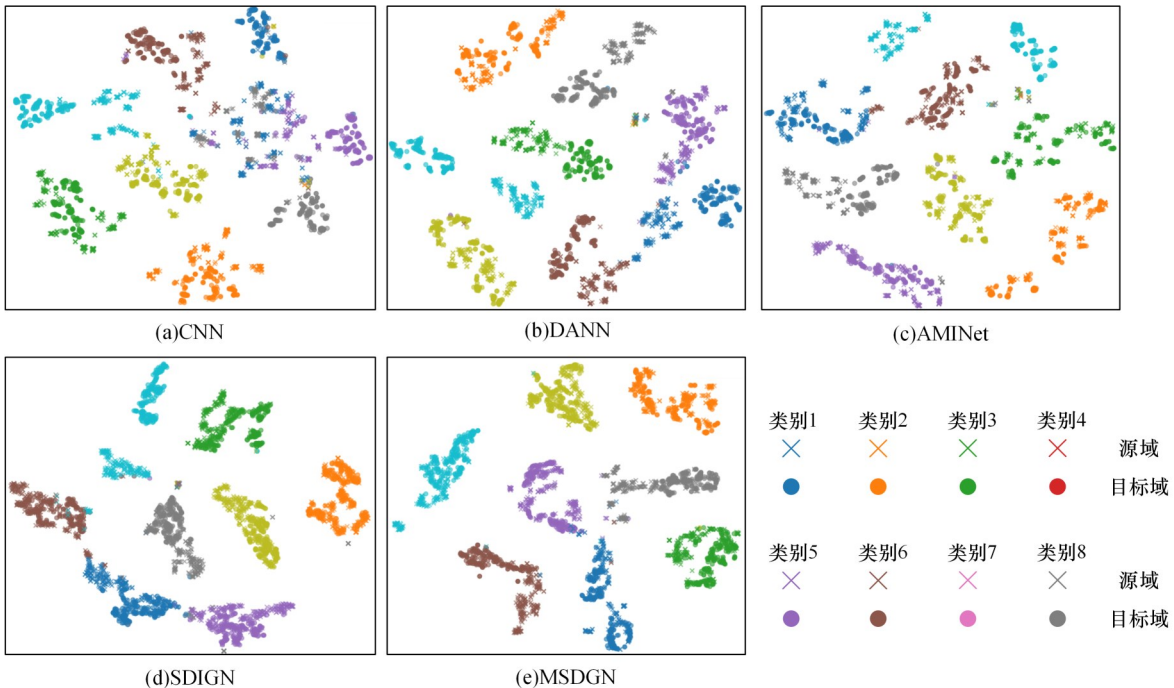 (a)CNN
(b)DANN
(c)AMINet
(d)SDIGN
(e)MSDGN
类别1 类别2 类别3 类别4
源域
目标域
类别5 类别6 类别7 类别8
源域
目标域